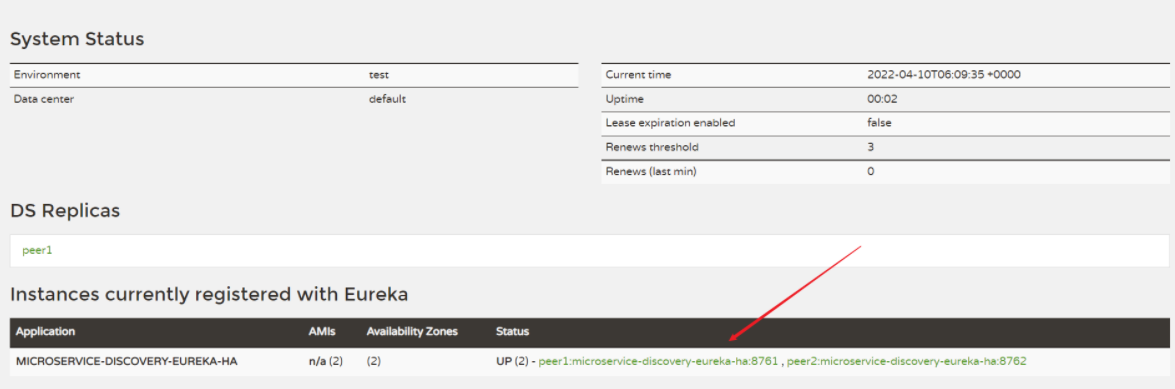 System Status
Environment test
Data center default
Current time 2022-04-10T06:09:35 +0000
Uptime 00:02
Lease expiration enabled false
Renews threshold 3
Renews (last min) 0
DS Replicas
peer1
Instances currently registered with Eureka
Application AMIs Availability Zones Status
MICROSERVICE-DISCOVERY-EUREKA-HA n/a (2) (2) UP (2) - peer1:microservice-discovery-eureka-ha:8761 , peer2:microservice-discovery-eureka-ha:8762